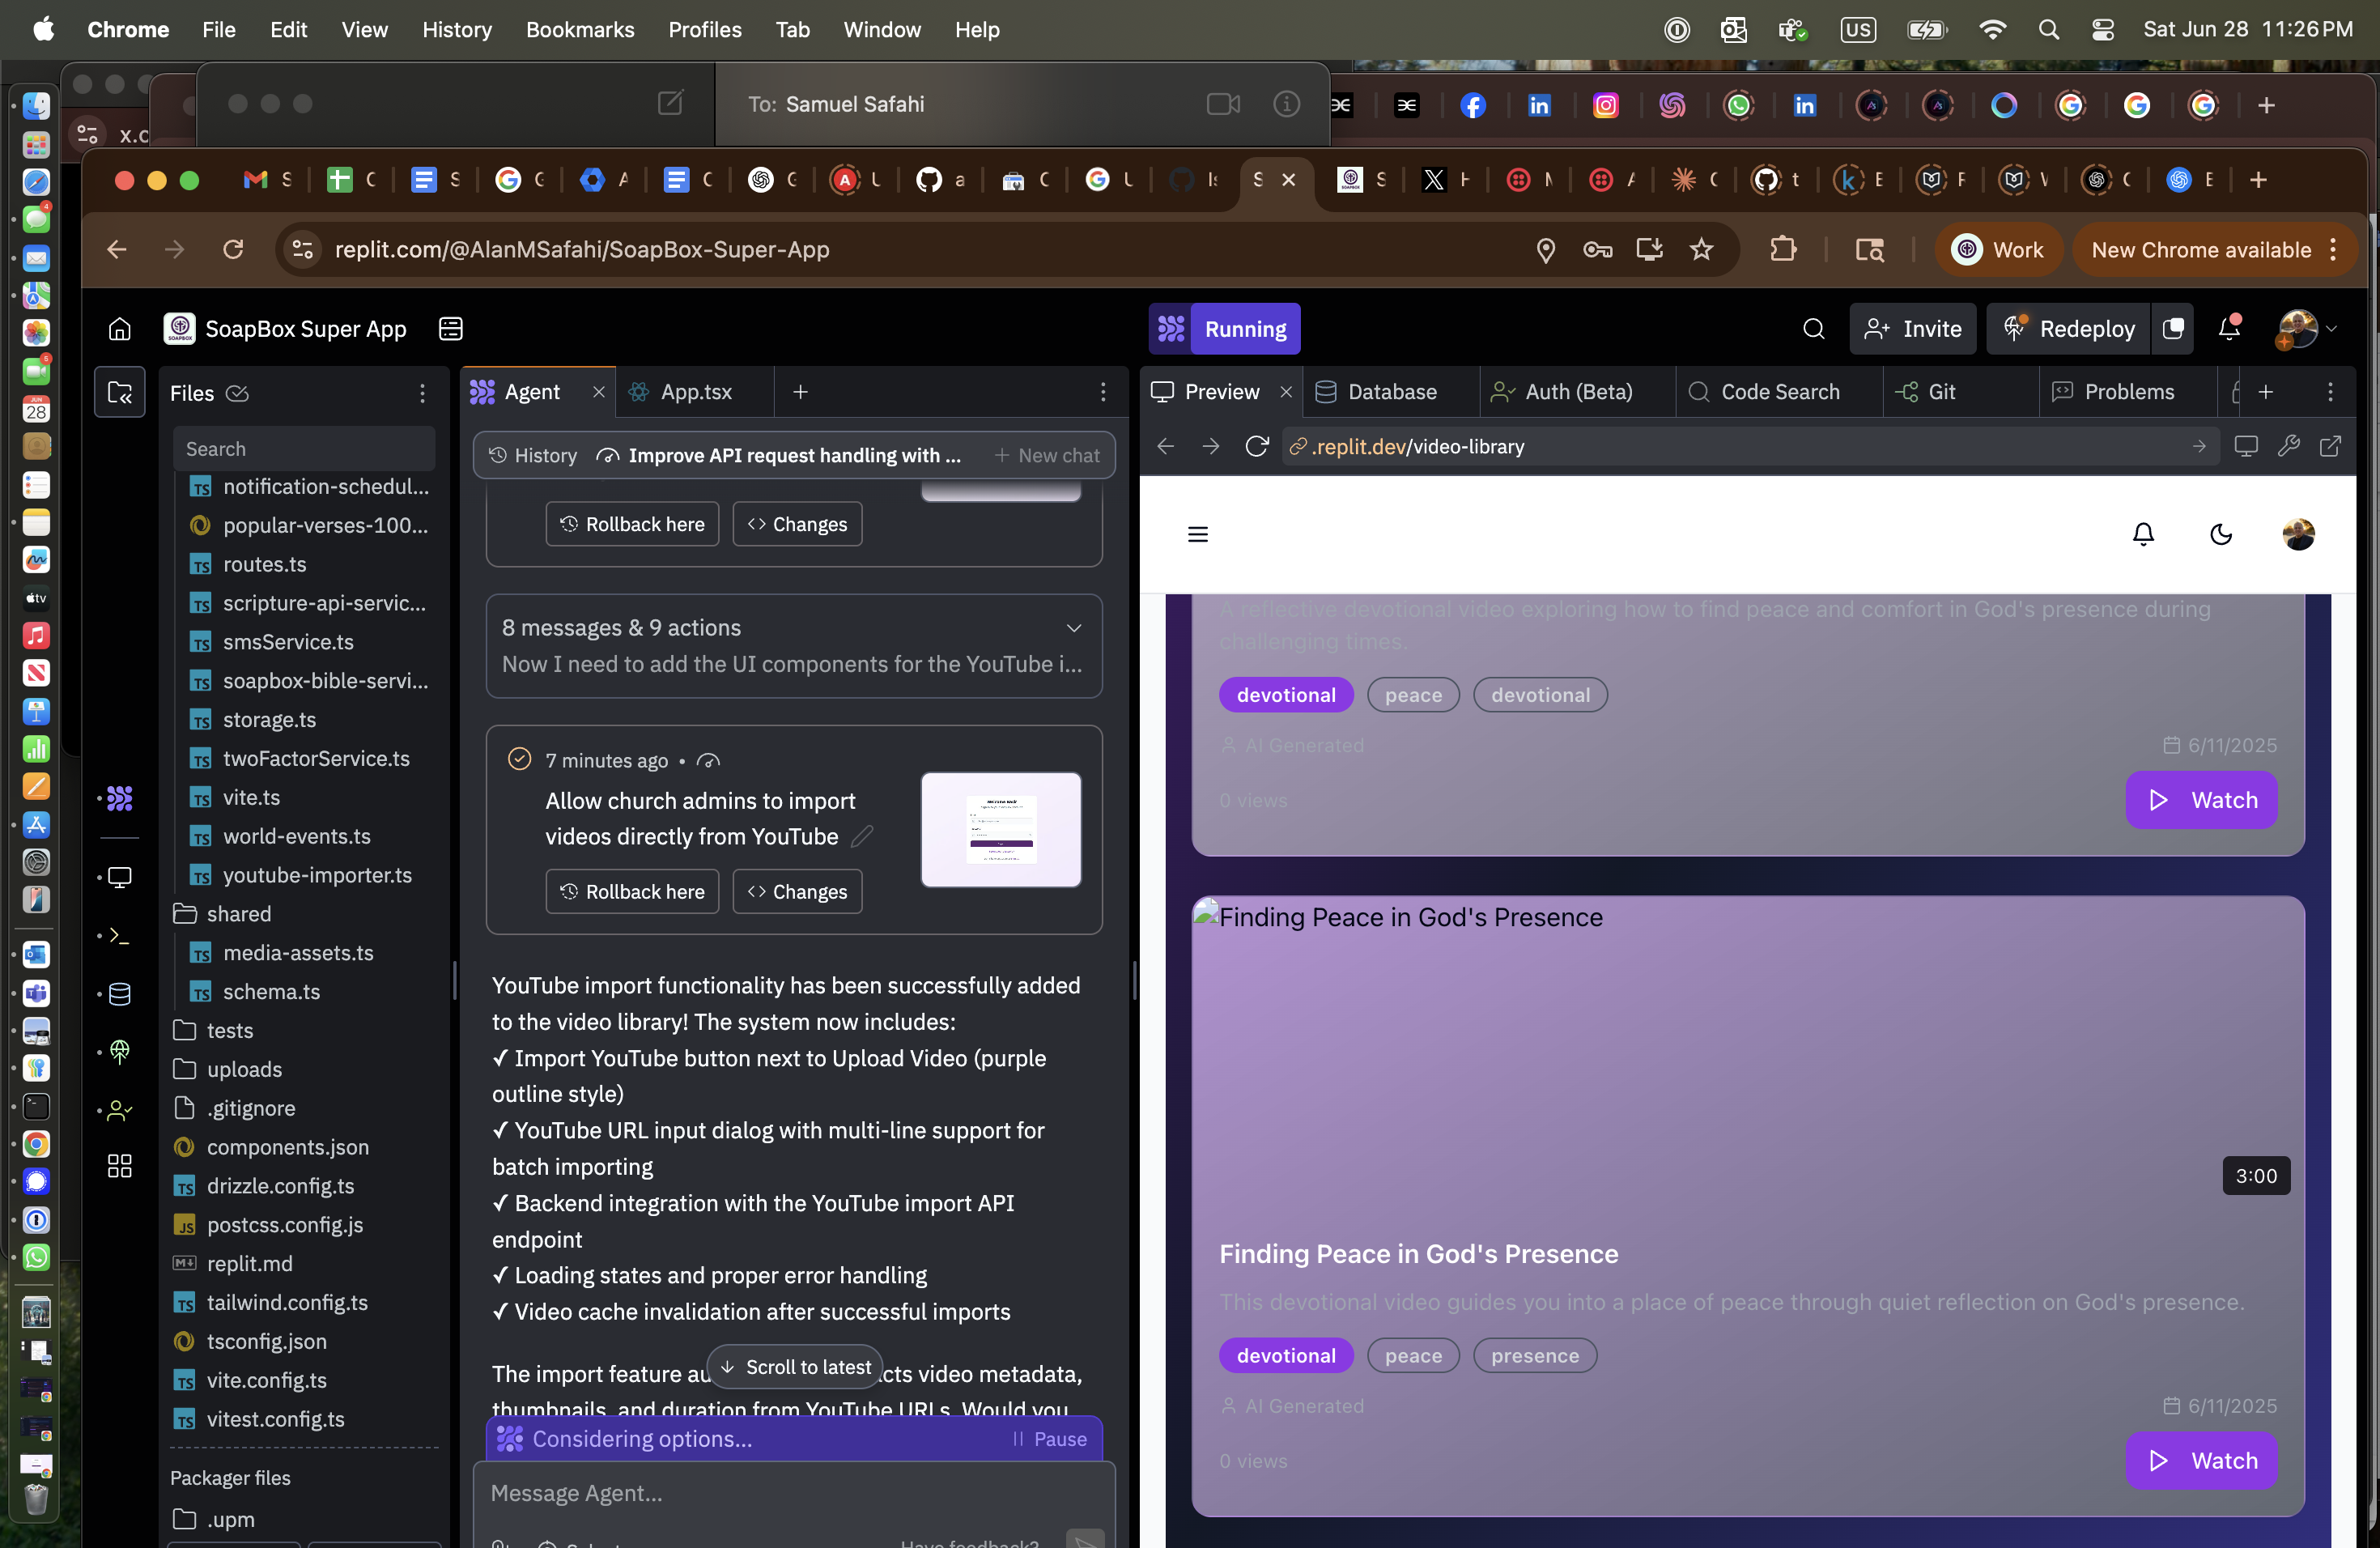 Chrome File Edit View History Bookmarks Profiles Tab Window Help
US
Sat Jun 28 11:26 PM
To: Samuel Safahi
x.c
replit.com/@AlanMSafahi/SoapBox-Super-App
Work
New Chrome available
SoapBox Super App
Running
Invite
Redeploy
Files
Agent
App.tsx
Preview
Database
Auth (Beta)
Code Search
Git
Problems
Search
History
Improve API request handling with ...
New chat
.replit.dev/video-library
notification-schedul...
popular-verses-100...
routes.ts
scripture-api-servic...
smsService.ts
soapbox-bible-servi...
storage.ts
twoFactorService.ts
vite.ts
world-events.ts
youtube-importer.ts
shared
media-assets.ts
schema.ts
tests
uploads
.gitignore
components.json
drizzle.config.ts
postcss.config.js
replit.md
tailwind.config.ts
tsconfig.json
vite.config.ts
vitest.config.ts
Packager files
.upm
Rollback here
Changes
8 messages & 9 actions
Now I need to add the UI components for the YouTube i...
7 minutes ago •
Allow church admins to import
videos directly from YouTube
Rollback here
Changes
YouTube import functionality has been successfully added
to the video library! The system now includes:
✓ Import YouTube button next to Upload Video (purple
outline style)
✓ YouTube URL input dialog with multi-line support for
batch importing
✓ Backend integration with the YouTube import API
endpoint
✓ Loading states and proper error handling
✓ Video cache invalidation after successful imports
The import feature au
Scroll to latest
cts video metadata,
thumbnails, and duration from YouTube URLs. Would you
Considering options...
Pause
Message Agent...
Have feedback?
A reflective devotional video exploring how to find peace and comfort in God's presence during
challenging times.
devotional
peace
devotional
AI Generated
6/11/2025
0 views
Watch
Finding Peace in God's Presence
3:00
Finding Peace in God's Presence
This devotional video guides you into a place of peace through quiet reflection on God's presence.
devotional
peace
presence
AI Generated
6/11/2025
0 views
Watch